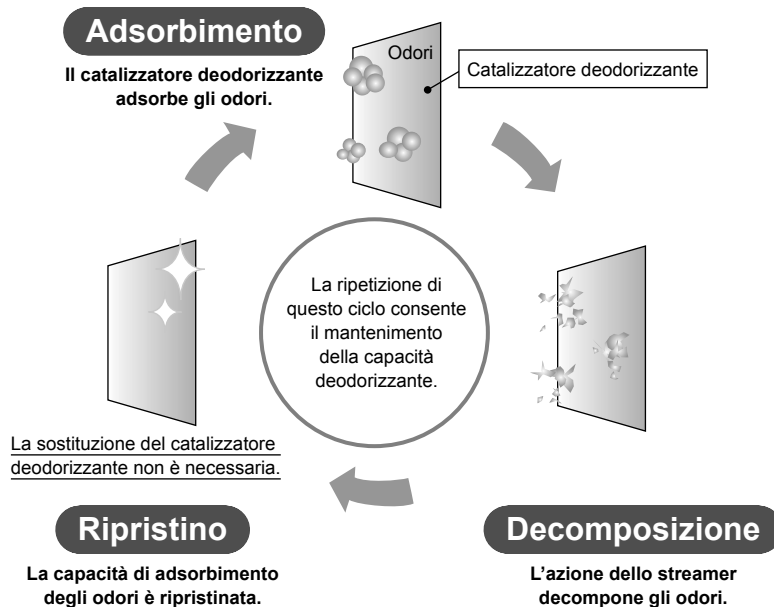 Adsorbimento
Il catalizzatore deodorizzante
adsorbe gli odori.
Odori
Catalizzatore deodorizzante
La ripetizione di
questo ciclo consente
il mantenimento
della capacità
deodorizzante.
La sostituzione del catalizzatore
deodorizzante non è necessaria.
Ripristino
La capacità di adsorbimento
degli odori è ripristinata.
Decomposizione
L'azione dello streamer
decompone gli odori.